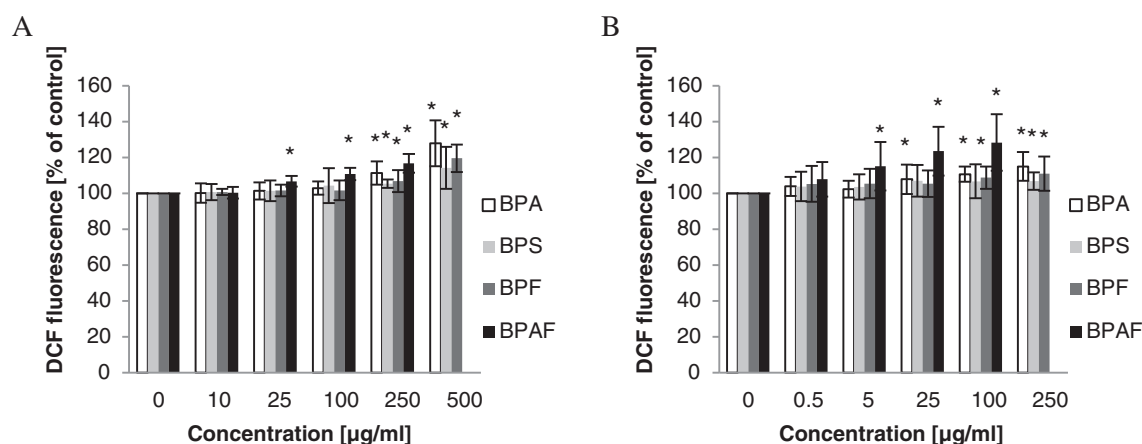 A
DCF fluorescence [% of control]
160
140
120
100
80
60
40
20
0
* * * * * * * * *
0 10 25 100 250 500
Concentration [µg/ml]
BPA
BPS
BPF
BPAF
B
DCF fluorescence [% of control]
160
140
120
100
80
60
40
20
0
* * * * * * * * *
0 0.5 5 25 100 250
Concentration [µg/ml]
BPA
BPS
BPF
BPAF